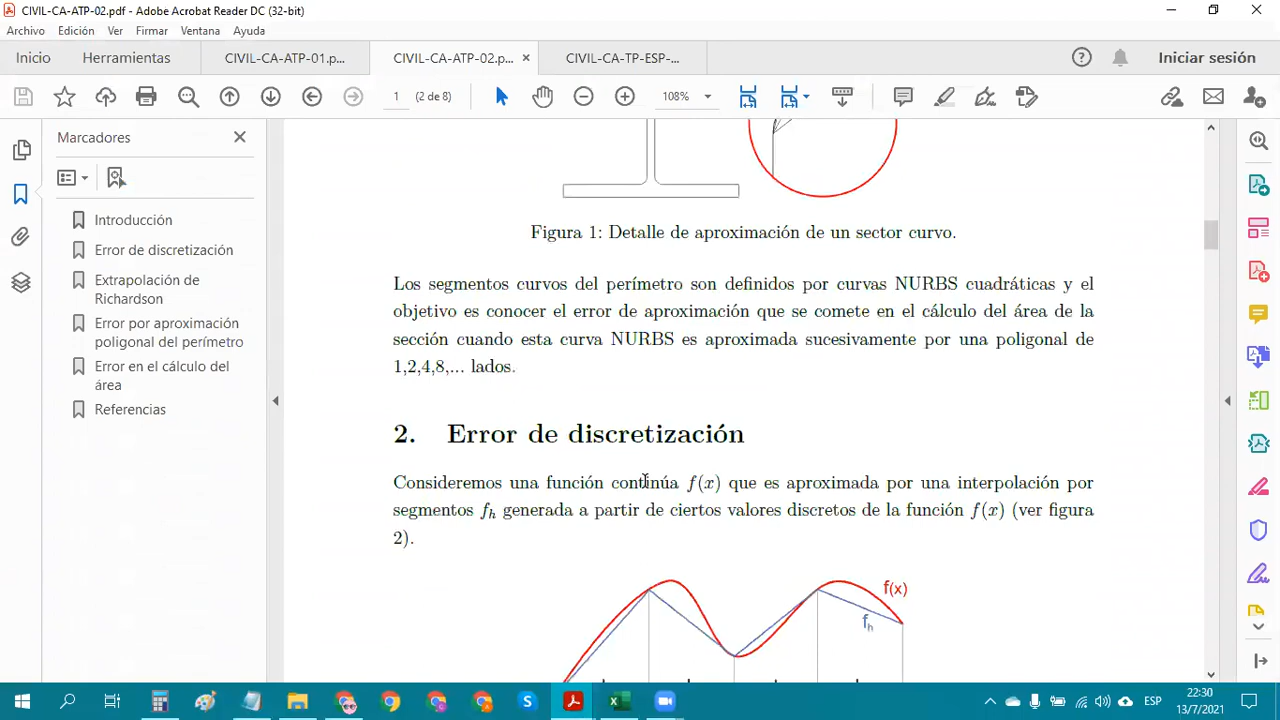 CIVIL-CA-ATP-02.pdf - Adobe Acrobat Reader DC (32-bit)
Archivo Edición Ver Firmar Ventana Ayuda
Inicio Herramientas CIVIL-CA-ATP-01.p... CIVIL-CA-ATP-02.p... × CIVIL-CA-TP-ESP-... Iniciar sesión
1 (2 de 8) 108%
Marcadores
Introducción
Error de discretización
Extrapolación de
Richardson
Error por aproximación
poligonal del perímetro
Error en el cálculo del
área
Referencias
Figura 1: Detalle de aproximación de un sector curvo.
Los segmentos curvos del perímetro son definidos por curvas NURBS cuadráticas y el
objetivo es conocer el error de aproximación que se comete en el cálculo del área de la
sección cuando esta curva NURBS es aproximada sucesivamente por una poligonal de
1,2,4,8,... lados.
2. Error de discretización
Consideremos una función continúa f(x) que es aproximada por una interpolación por
segmentos fh generada a partir de ciertos valores discretos de la función f(x) (ver figura
2).
f(x)
fh
ESP
22:30
13/7/2021